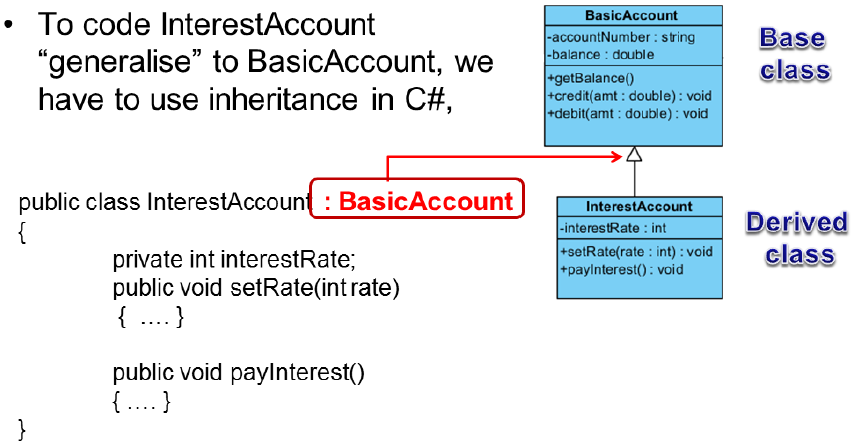 • To code InterestAccount
“generalise” to BasicAccount, we
have to use inheritance in C#,
BasicAccount
-accountNumber : string
-balance : double
+getBalance()
+credit(amt : double) : void
+debit(amt : double) : void
Base
class
public class InterestAccount : BasicAccount
{
private int interestRate;
public void setRate(int rate)
{ .... }
public void payInterest()
{ .... }
}
InterestAccount
-interestRate : int
+setRate(rate : int) : void
+payInterest() : void
Derived
class